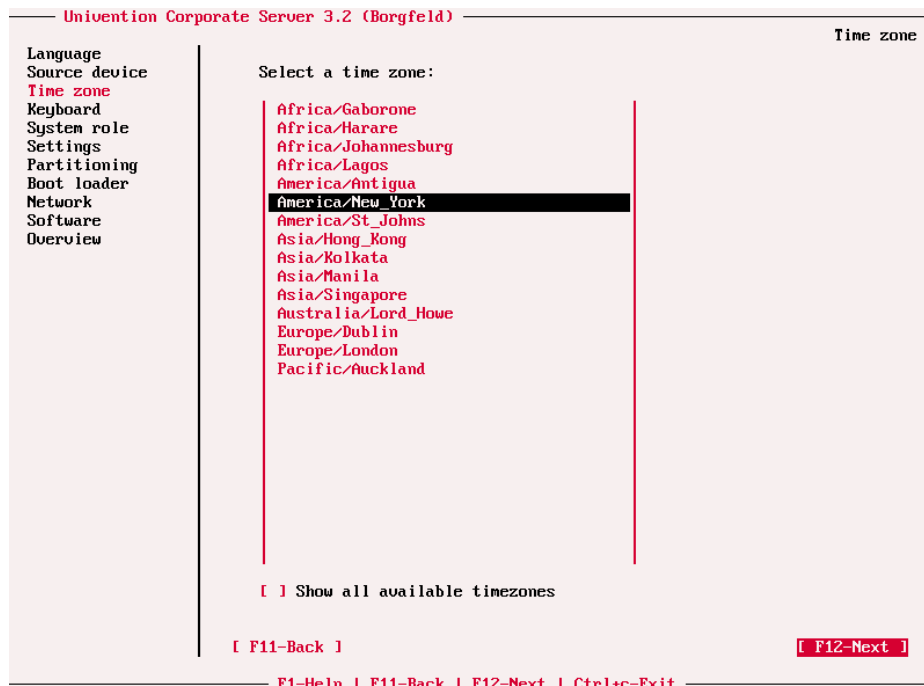 Univention Corporate Server 3.2 (Borgfeld)
Time zone
Language
Source device
Time zone
Keyboard
System role
Settings
Partitioning
Boot loader
Network
Software
Overview
Select a time zone:
Africa/Gaborone
Africa/Harare
Africa/Johannesburg
Africa/Lagos
America/Antigua
America/New_York
America/St_Johns
Asia/Hong_Kong
Asia/Kolkata
Asia/Manila
Asia/Singapore
Australia/Lord_Howe
Europe/Dublin
Europe/London
Pacific/Auckland
[ ] Show all available timezones
[ F11-Back ]
[ F12-Next ]
F1-Help | F11-Back | F12-Next | Ctrl+c-Exit